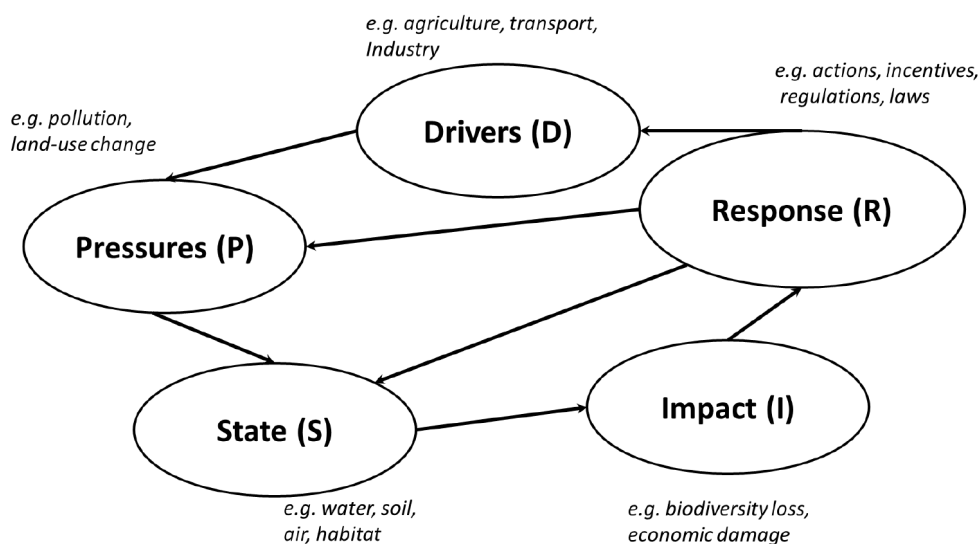 e.g. agriculture, transport,
Industry
e.g. actions, incentives,
regulations, laws
e.g. pollution,
land-use change
Drivers (D)
Response (R)
Pressures (P)
State (S)
Impact (I)
e.g. water, soil,
air, habitat
e.g. biodiversity loss,
economic damage